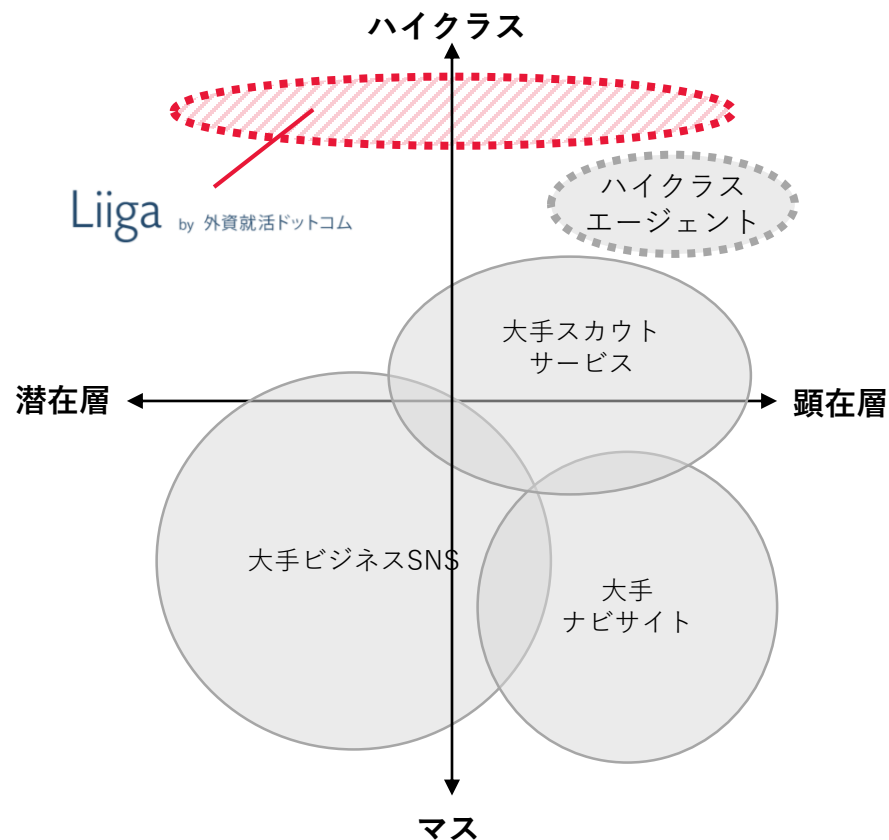 ハイクラス
ハイクラス
エージェント
Liiga by 外資就活ドットコム
大手スカウト
サービス
潜在層
顕在層
大手ビジネスSNS
大手
ナビサイト
マス